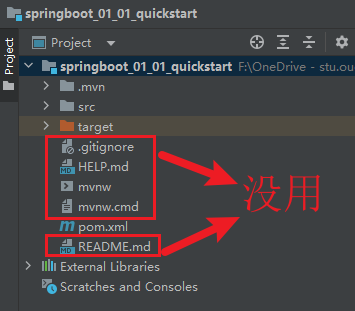 springboot_01_01_quickstart
Project
Project
springboot_01_01_quickstart F:\OneDrive - stu.ou
.mvn
src
target
.gitignore
HELP.md
mvnw
mvnw.cmd
pom.xml
README.md
没用
External Libraries
Scratches and Consoles